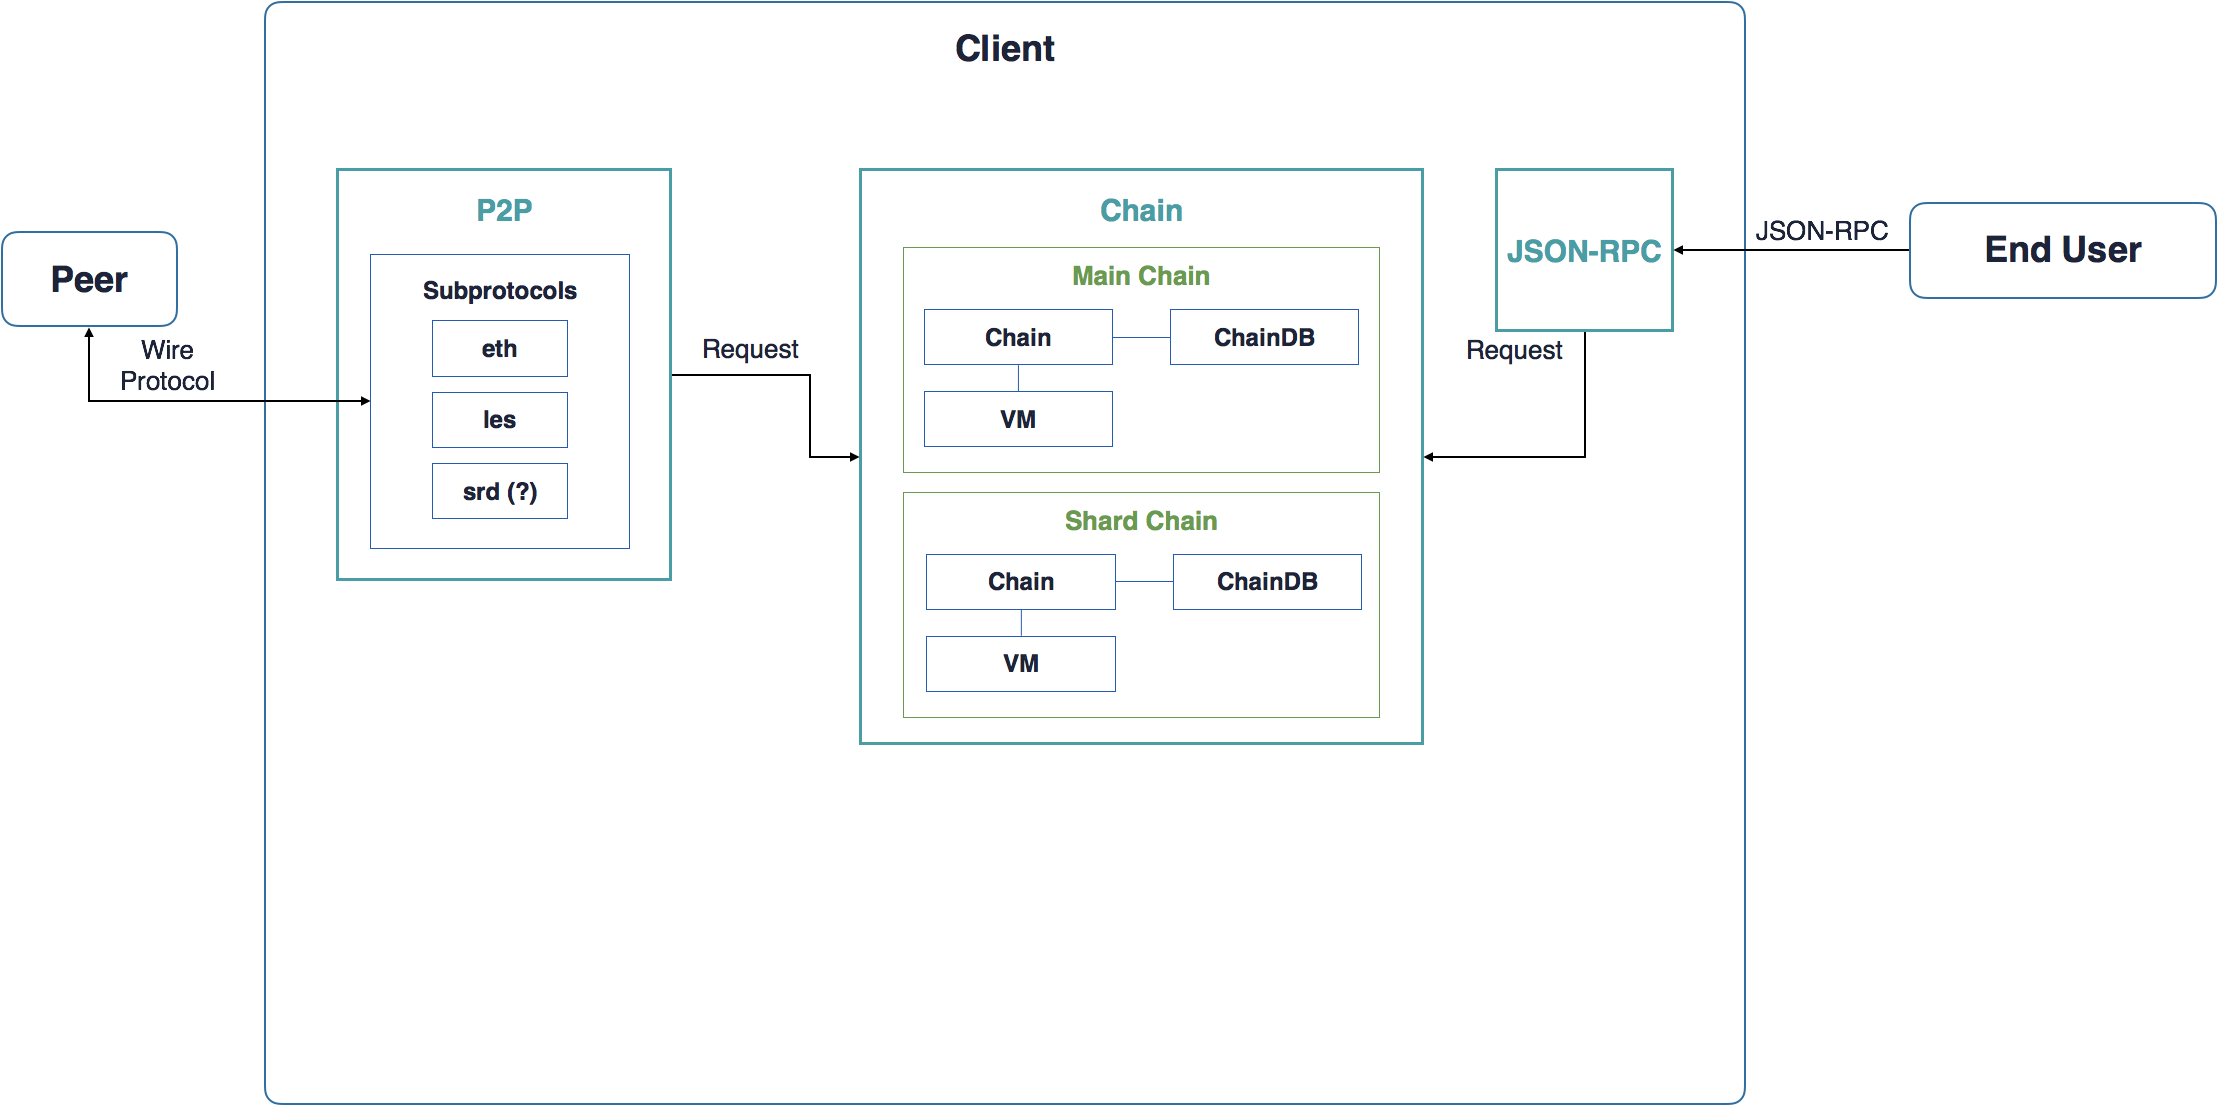 Client
Peer
Wire
Protocol
P2P
Subprotocols
eth
les
srd (?)
Request
Chain
Main Chain
Chain
ChainDB
VM
Shard Chain
Chain
ChainDB
VM
JSON-RPC
Request
JSON-RPC
End User